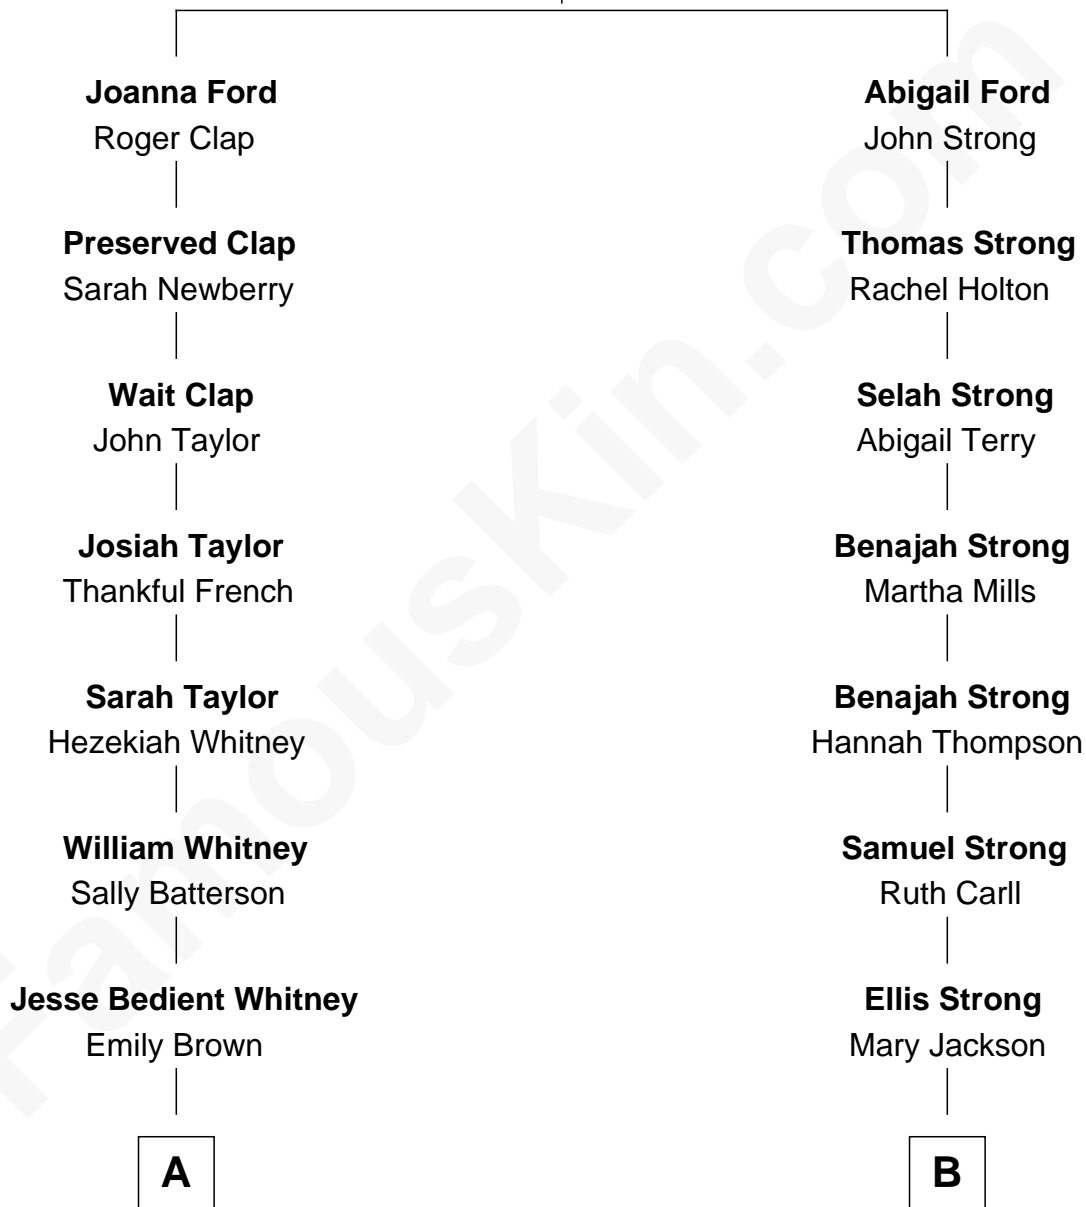 Joanna Ford
Roger Clap
Preserved Clap
Sarah Newberry
Wait Clap
John Taylor
Josiah Taylor
Thankful French
Sarah Taylor
Hezekiah Whitney
William Whitney
Sally Batterson
Jesse Bedient Whitney
Emily Brown
A
Abigail Ford
John Strong
Thomas Strong
Rachel Holton
Selah Strong
Abigail Terry
Benajah Strong
Martha Mills
Benajah Strong
Hannah Thompson
Samuel Strong
Ruth Carll
Ellis Strong
Mary Jackson
B
FamousKin.com